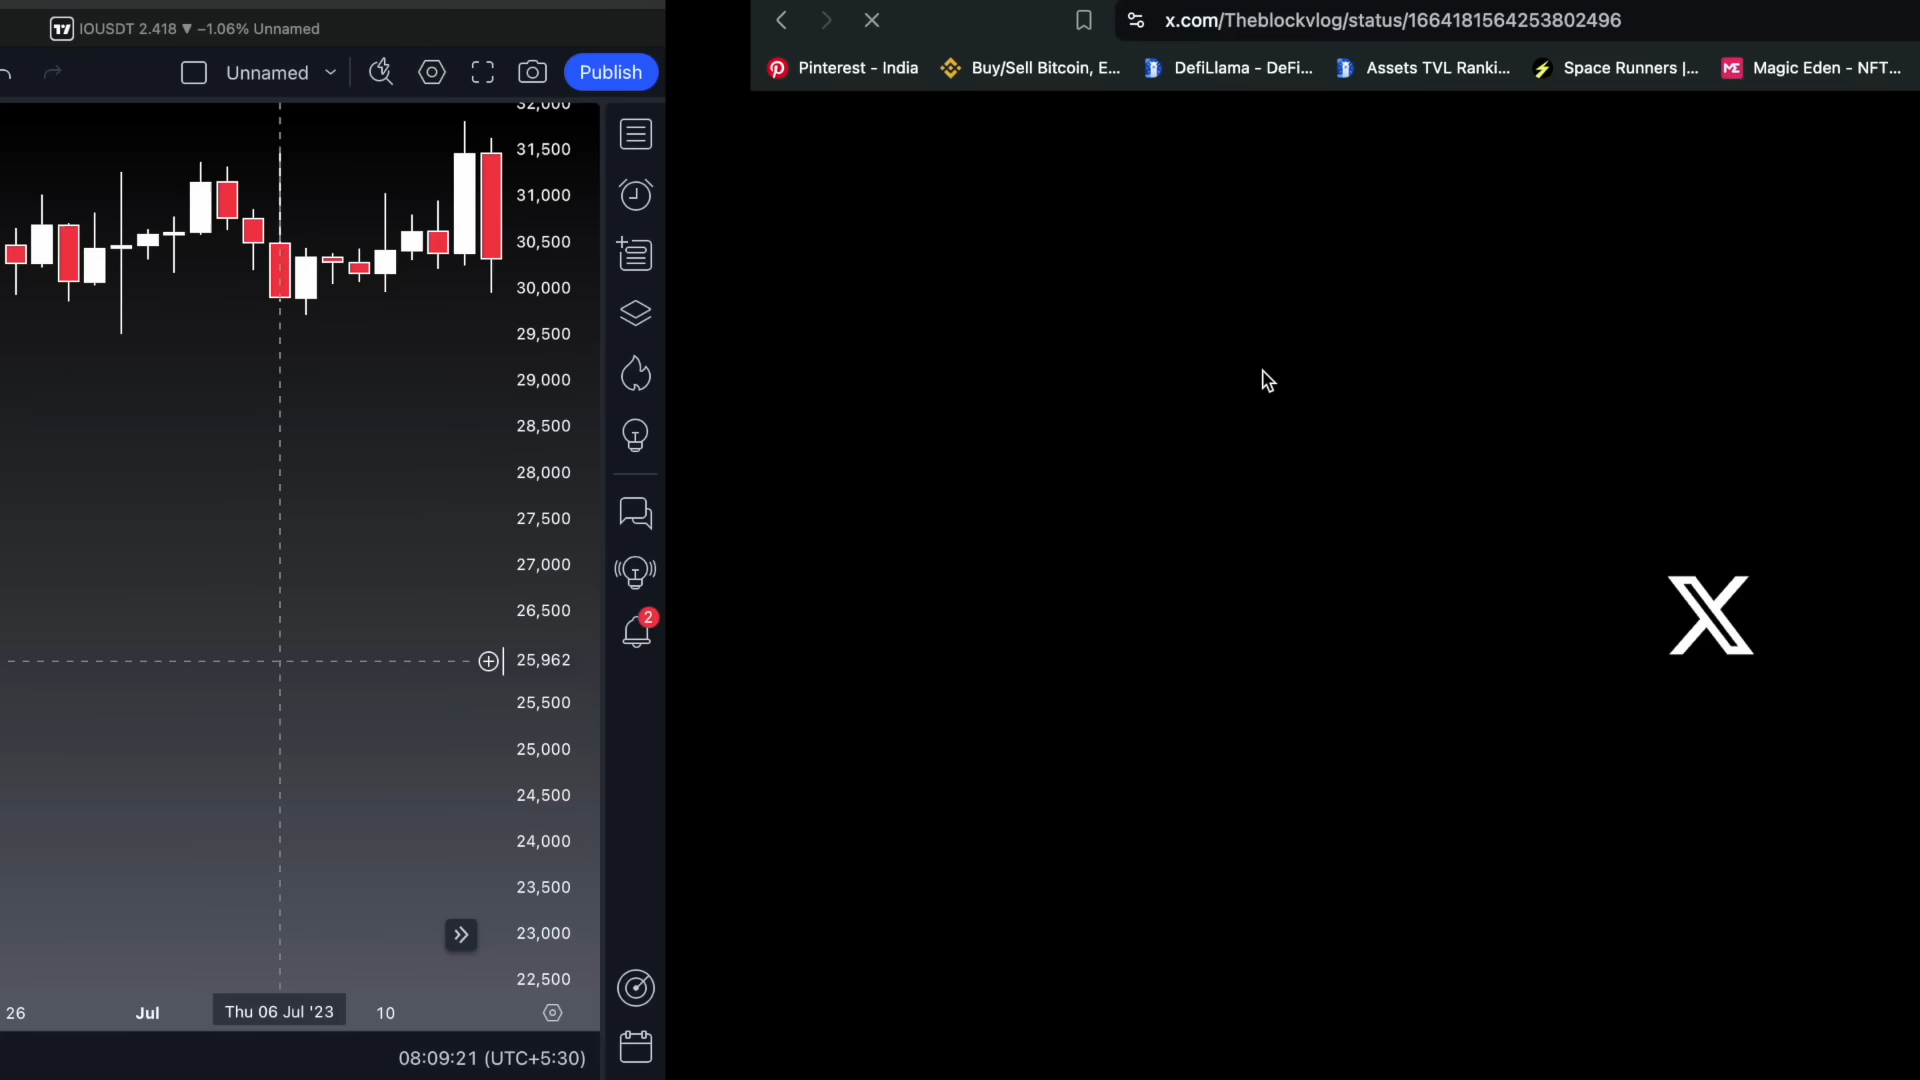 IOUSDT 2.418 ▼ −1.06% Unnamed
Unnamed
Publish
32,000
31,500
31,000
30,500
30,000
29,500
29,000
28,500
28,000
27,500
27,000
26,500
25,962
25,500
25,000
24,500
24,000
23,500
23,000
22,500
2
26
Jul
Thu 06 Jul '23
10
08:09:21 (UTC+5:30)
x.com/Theblockvlog/status/1664181564253802496
Pinterest - India
Buy/Sell Bitcoin, E...
DefiLlama - DeFi...
Assets TVL Ranki...
Space Runners |...
Magic Eden - NFT...